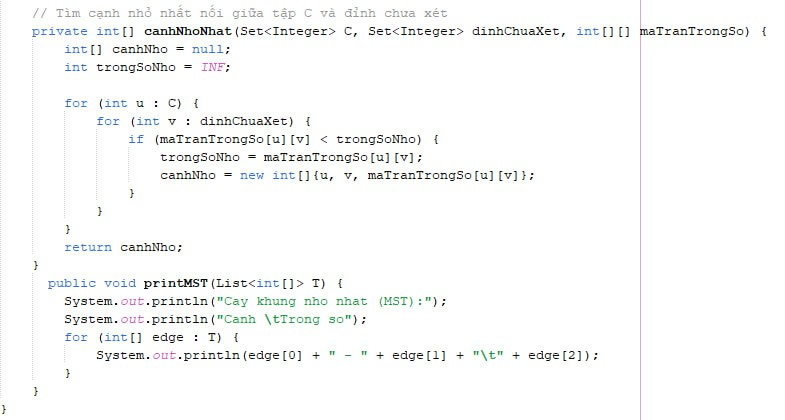 // Tìm cạnh nhỏ nhất nối giữa tập C và đỉnh chưa xét
private int[] canhNhoNhat(Set<Integer> C, Set<Integer> dinhChuaXet, int[][] maTranTrongSo) {
int[] canhNho = null;
int trongSoNho = INF;
for (int u : C) {
for (int v : dinhChuaXet) {
if (maTranTrongSo[u][v] < trongSoNho) {
trongSoNho = maTranTrongSo[u][v];
canhNho = new int[]{u, v, maTranTrongSo[u][v]};
}
}
}
return canhNho;
}
public void printMST(List<int[]> T) {
System.out.println("Cay khung nho nhat (MST):");
System.out.println("Canh \tTrong so");
for (int[] edge : T) {
System.out.println(edge[0] + " - " + edge[1] + "\t" + edge[2]);
}
}
}